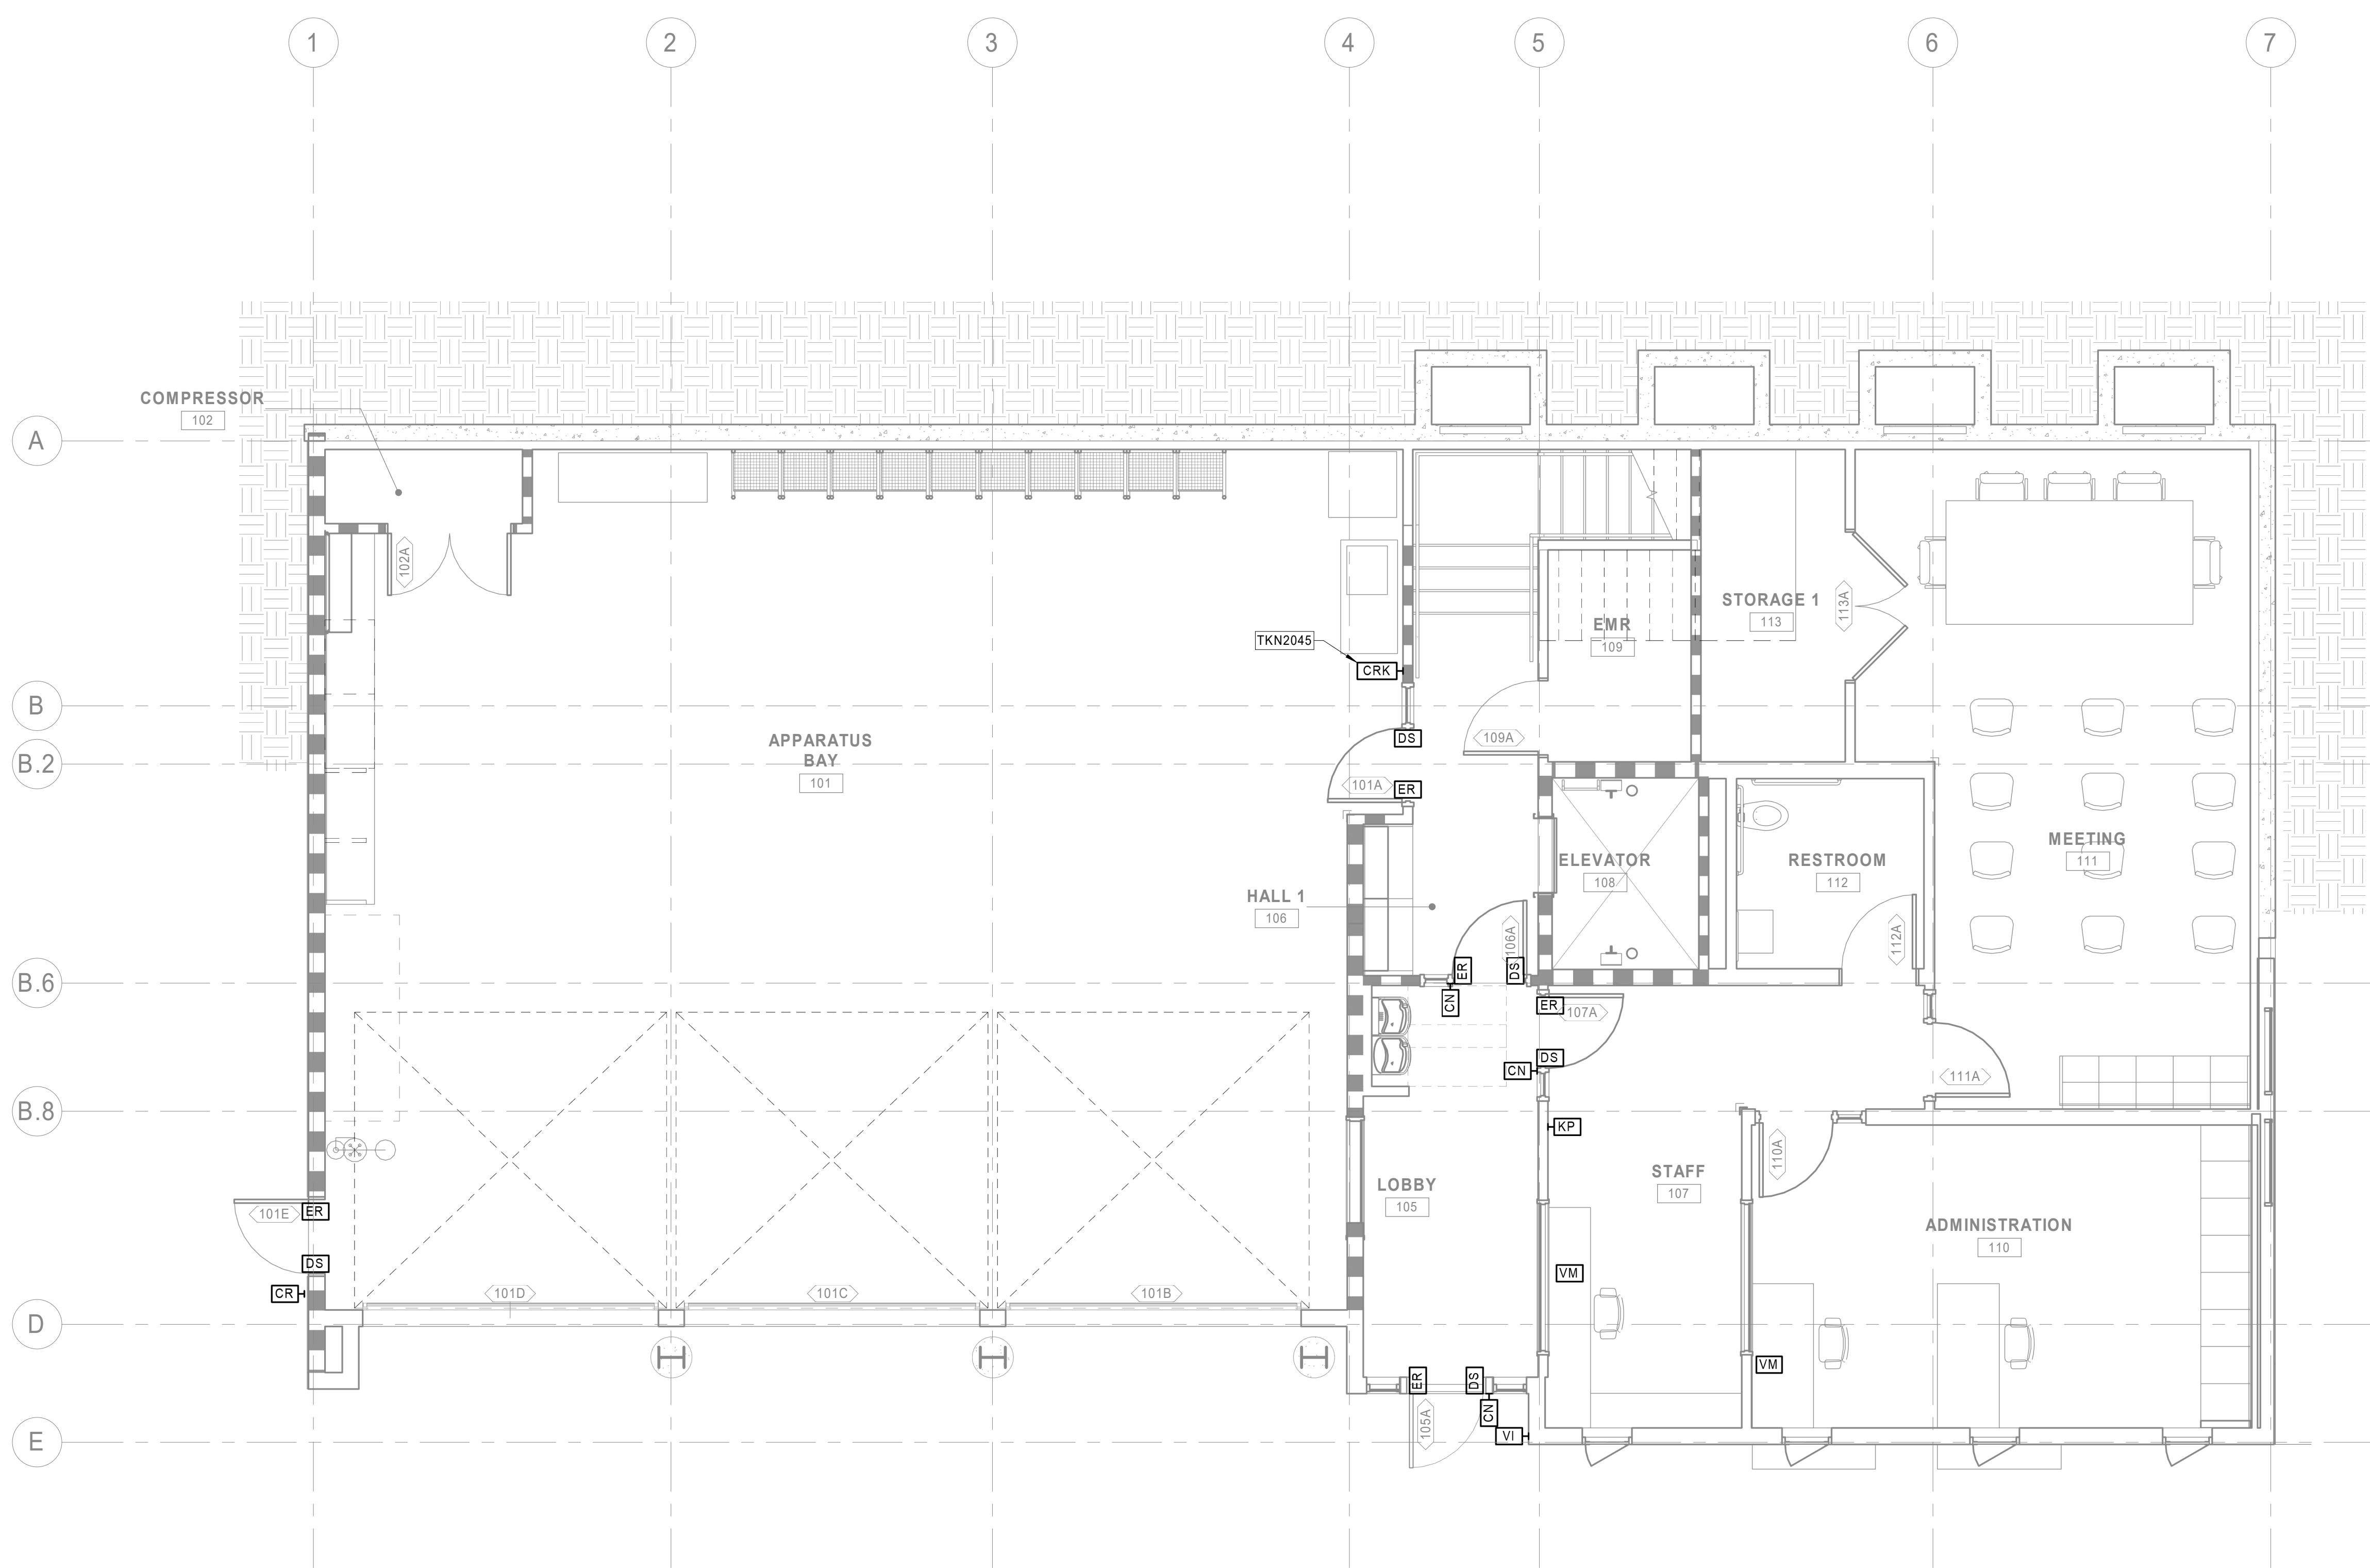 1
2
3
4
5
6
7
COMPRESSOR
102
A
102A
STORAGE 1
113
113A
EMR
109
TKN2045
CRK
B
APPARATUS
BAY
101
DS
109A
B.2
101A
ER
MEETING
111
ELEVATOR
108
RESTROOM
112
HALL 1
106
106A
112A
ER
DS
B.6
CN
ER
107A
DS
CN
111A
B.8
KP
110A
STAFF
107
LOBBY
105
ER
101E
ADMINISTRATION
110
DS
VM
CR
101D
101C
101B
D
VM
ER
DS
CN
105A
VI
E